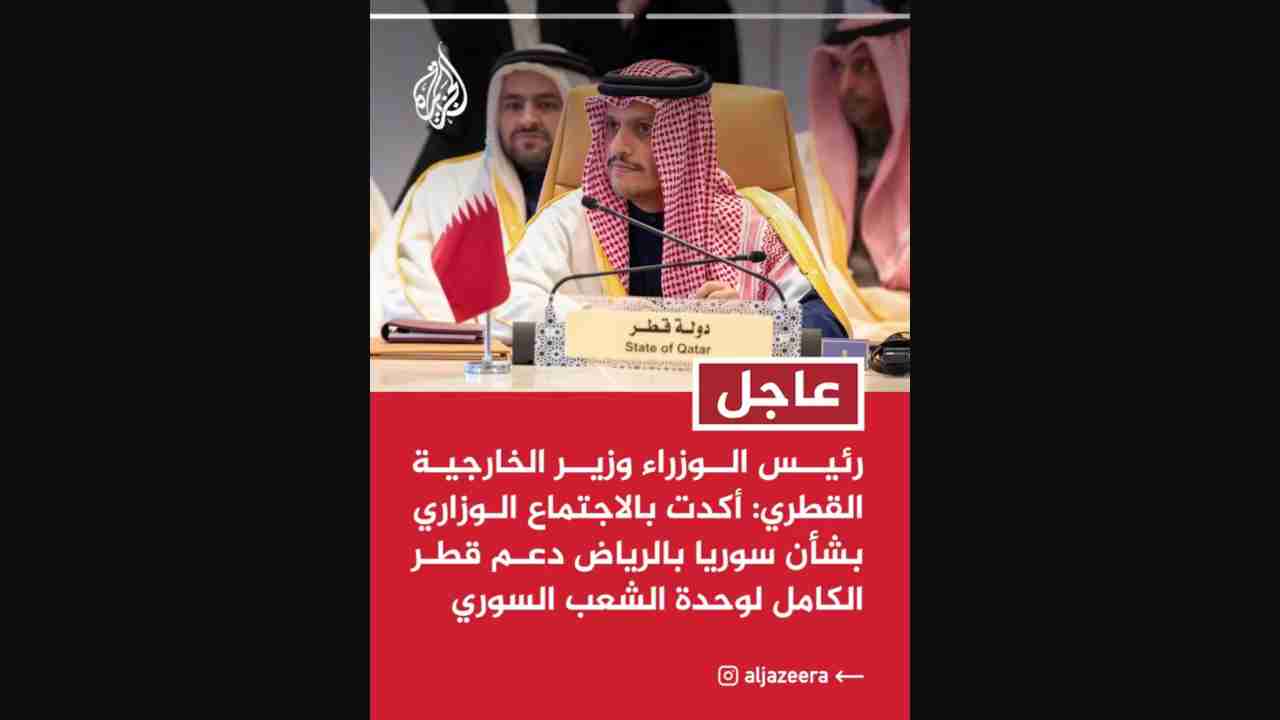 الجزيرة
دولة قطر
State of Qatar
عاجل
رئيس الوزراء وزير الخارجية
القطري: أكدت بالاجتماع الوزاري
بشأن سوريا بالرياض دعم قطر
الكامل لوحدة الشعب السوري
aljazeera